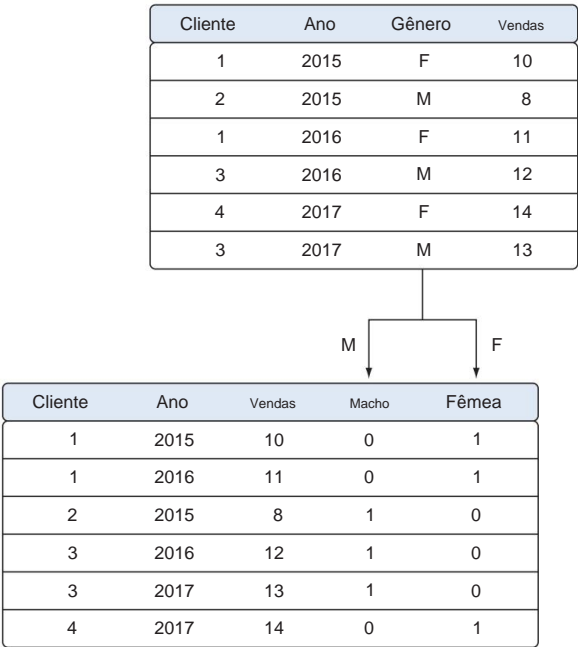 Cliente Ano Gênero Vendas
1 2015 F 10
2 2015 M 8
1 2016 F 11
3 2016 M 12
4 2017 F 14
3 2017 M 13
M F
Cliente Ano Vendas Macho Fêmea
1 2015 10 0 1
1 2016 11 0 1
2 2015 8 1 0
3 2016 12 1 0
3 2017 13 1 0
4 2017 14 0 1